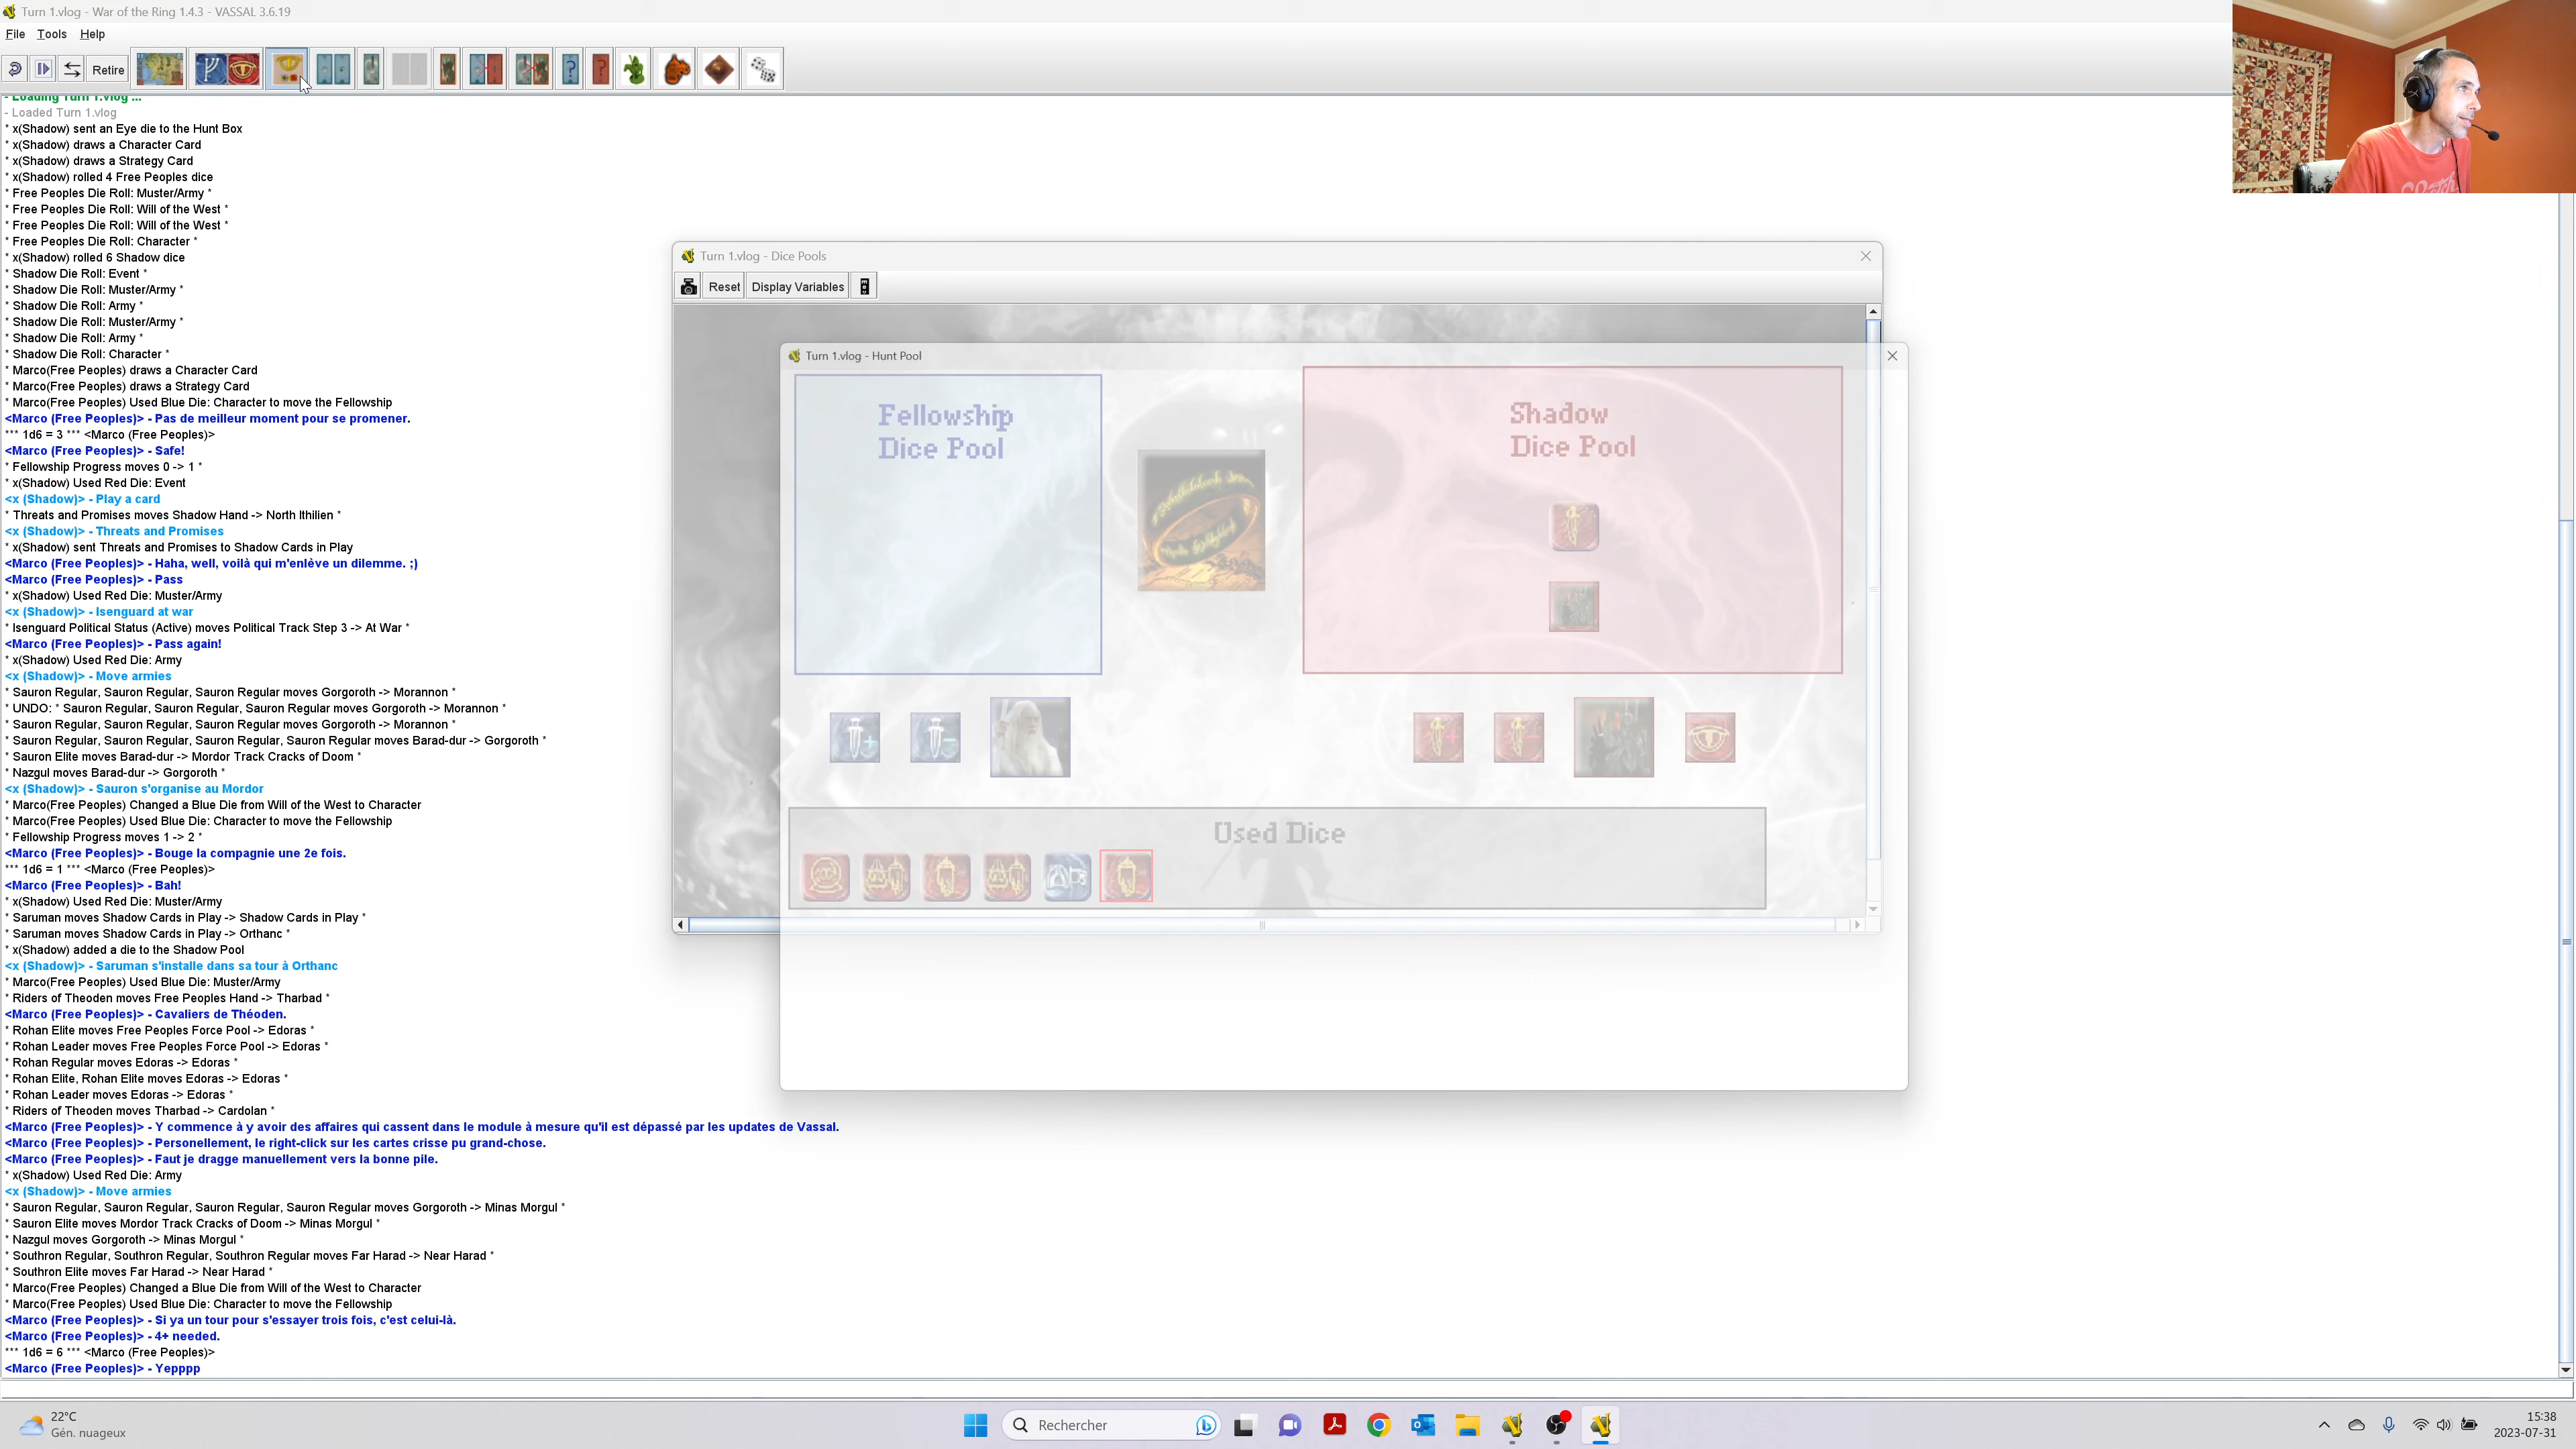 Turn 1.vlog - War of the Ring 1.4.3 - VASSAL 3.6.19
File Tools Help
Retire
- Loading Turn 1.vlog ...
- Loaded Turn 1.vlog
* x(Shadow) sent an Eye die to the Hunt Box
* x(Shadow) draws a Character Card
* x(Shadow) draws a Strategy Card
* x(Shadow) rolled 4 Free Peoples dice
* Free Peoples Die Roll: Muster/Army *
* Free Peoples Die Roll: Will of the West *
* Free Peoples Die Roll: Will of the West *
* Free Peoples Die Roll: Character *
* x(Shadow) rolled 6 Shadow dice
* Shadow Die Roll: Event *
* Shadow Die Roll: Muster/Army *
* Shadow Die Roll: Army *
* Shadow Die Roll: Muster/Army *
* Shadow Die Roll: Army *
* Shadow Die Roll: Character *
* Marco(Free Peoples) draws a Character Card
* Marco(Free Peoples) draws a Strategy Card
* Marco(Free Peoples) Used Blue Die: Character to move the Fellowship
<Marco (Free Peoples)> - Pas de meilleur moment pour se promener.
*** 1d6 = 3 *** <Marco (Free Peoples)>
<Marco (Free Peoples)> - Safe!
* Fellowship Progress moves 0 -> 1 *
* x(Shadow) Used Red Die: Event
<x (Shadow)> - Play a card
* Threats and Promises moves Shadow Hand -> North Ithilien *
<x (Shadow)> - Threats and Promises
* x(Shadow) sent Threats and Promises to Shadow Cards in Play
<Marco (Free Peoples)> - Haha, well, voilà qui m'enlève un dilemme. ;)
<Marco (Free Peoples)> - Pass
* x(Shadow) Used Red Die: Muster/Army
<x (Shadow)> - Isenguard at war
* Isenguard Political Status (Active) moves Political Track Step 3 -> At War *
<Marco (Free Peoples)> - Pass again!
* x(Shadow) Used Red Die: Army
<x (Shadow)> - Move armies
* Sauron Regular, Sauron Regular, Sauron Regular moves Gorgoroth -> Morannon *
* UNDO: * Sauron Regular, Sauron Regular, Sauron Regular moves Gorgoroth -> Morannon *
* Sauron Regular, Sauron Regular, Sauron Regular moves Gorgoroth -> Morannon *
* Sauron Regular, Sauron Regular, Sauron Regular, Sauron Regular moves Barad-dur -> Gorgoroth *
* Sauron Elite moves Barad-dur -> Mordor Track Cracks of Doom *
* Nazgul moves Barad-dur -> Gorgoroth *
<x (Shadow)> - Sauron s'organise au Mordor
* Marco(Free Peoples) Changed a Blue Die from Will of the West to Character
* Marco(Free Peoples) Used Blue Die: Character to move the Fellowship
* Fellowship Progress moves 1 -> 2 *
<Marco (Free Peoples)> - Bouge la compagnie une 2e fois.
*** 1d6 = 1 *** <Marco (Free Peoples)>
<Marco (Free Peoples)> - Bah!
* x(Shadow) Used Red Die: Muster/Army
* Saruman moves Shadow Cards in Play -> Shadow Cards in Play *
* Saruman moves Shadow Cards in Play -> Orthanc *
* x(Shadow) added a die to the Shadow Pool
<x (Shadow)> - Saruman s'installe dans sa tour à Orthanc
* Marco(Free Peoples) Used Blue Die: Muster/Army
* Riders of Theoden moves Free Peoples Hand -> Tharbad *
<Marco (Free Peoples)> - Cavaliers de Théoden.
* Rohan Elite moves Free Peoples Force Pool -> Edoras *
* Rohan Leader moves Free Peoples Force Pool -> Edoras *
* Rohan Regular moves Edoras -> Edoras *
* Rohan Elite, Rohan Elite moves Edoras -> Edoras *
* Rohan Leader moves Edoras -> Edoras *
* Riders of Theoden moves Tharbad -> Cardolan *
<Marco (Free Peoples)> - Y commence à y avoir des affaires qui cassent dans le module à mesure qu'il est dépassé par les updates de Vassal.
<Marco (Free Peoples)> - Personellement, le right-click sur les cartes crisse pu grand-chose.
<Marco (Free Peoples)> - Faut je dragge manuellement vers la bonne pile.
* x(Shadow) Used Red Die: Army
<x (Shadow)> - Move armies
* Sauron Regular, Sauron Regular, Sauron Regular, Sauron Regular moves Gorgoroth -> Minas Morgul *
* Sauron Elite moves Mordor Track Cracks of Doom -> Minas Morgul *
* Nazgul moves Gorgoroth -> Minas Morgul *
* Southron Regular, Southron Regular, Southron Regular moves Far Harad -> Near Harad *
* Southron Elite moves Far Harad -> Near Harad *
* Marco(Free Peoples) Changed a Blue Die from Will of the West to Character
* Marco(Free Peoples) Used Blue Die: Character to move the Fellowship
<Marco (Free Peoples)> - Si ya un tour pour s'essayer trois fois, c'est celui-là.
<Marco (Free Peoples)> - 4+ needed.
*** 1d6 = 6 *** <Marco (Free Peoples)>
<Marco (Free Peoples)> - Yepppp
Turn 1.vlog - Dice Pools
Reset Display Variables
Turn 1.vlog - Hunt Pool
Fellowship
Dice Pool
Shadow
Dice Pool
Used Dice
22°C
Gén. nuageux
Rechercher
15:38
2023-07-31